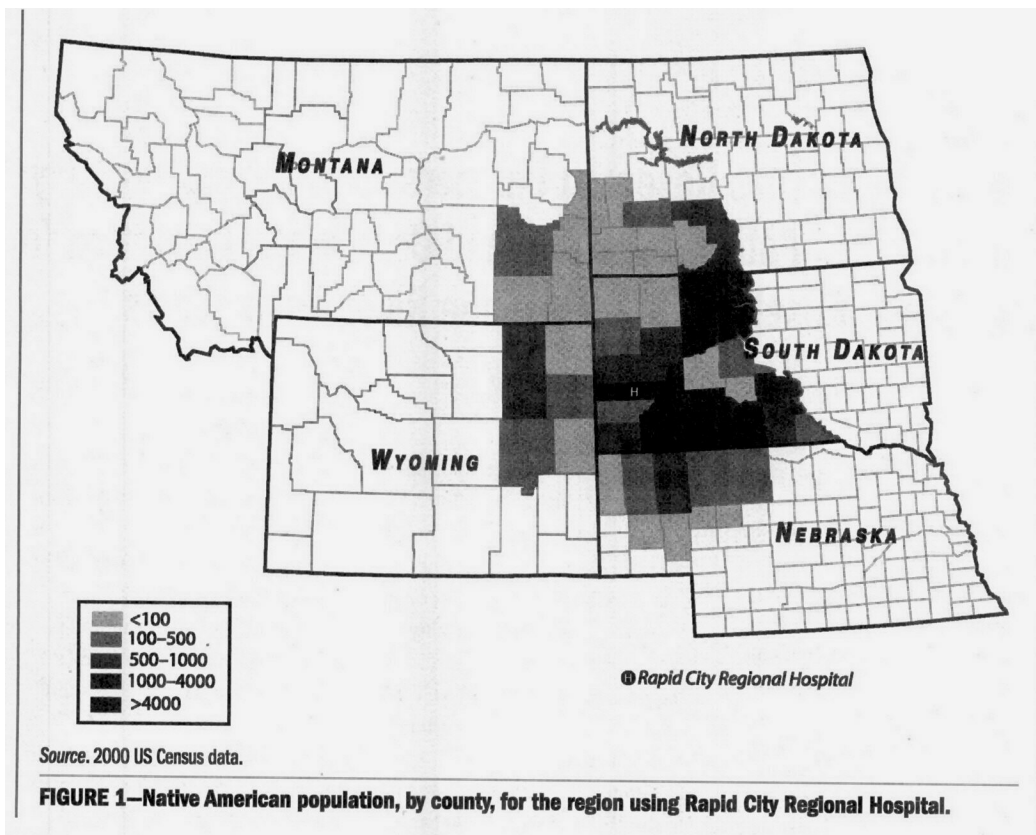 NORTH DAKOTA
MONTANA
SOUTH DAKOTA
H
WYOMING
NEBRASKA
<100
100–500
500–1000
1000–4000
>4000
H Rapid City Regional Hospital
Source. 2000 US Census data.
FIGURE 1—Native American population, by county, for the region using Rapid City Regional Hospital.